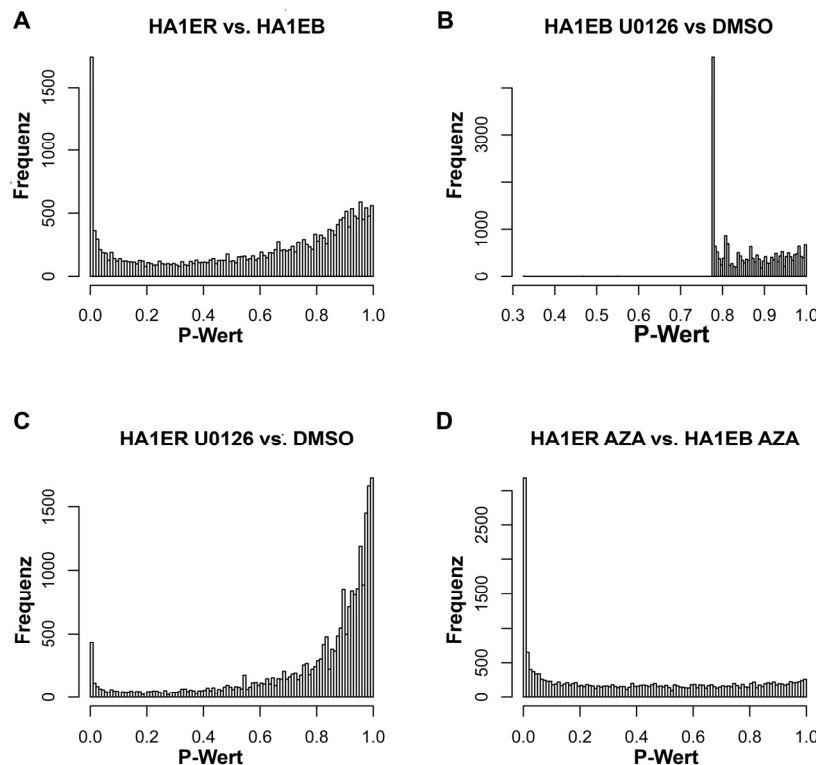 A
HA1ER vs. HA1EB
Frequenz
0
500
1000
1500
0.0 0.2 0.4 0.6 0.8 1.0
P-Wert
B
HA1EB U0126 vs DMSO
Frequenz
0
1000
3000
0.3 0.4 0.5 0.6 0.7 0.8 0.9 1.0
P-Wert
C
HA1ER U0126 vs. DMSO
Frequenz
0
500
1000
1500
0.0 0.2 0.4 0.6 0.8 1.0
P-Wert
D
HA1ER AZA vs. HA1EB AZA
Frequenz
0
500
1500
2500
0.0 0.2 0.4 0.6 0.8 1.0
P-Wert